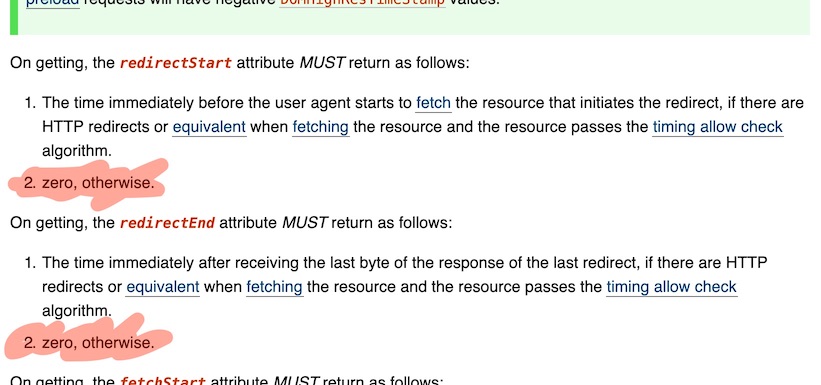 preload requests will have negative DOMHighResTimeStamp values.
On getting, the redirectStart attribute MUST return as follows:
1. The time immediately before the user agent starts to fetch the resource that initiates the redirect, if there are
HTTP redirects or equivalent when fetching the resource and the resource passes the timing allow check
algorithm.
2. zero, otherwise.
On getting, the redirectEnd attribute MUST return as follows:
1. The time immediately after receiving the last byte of the response of the last redirect, if there are HTTP
redirects or equivalent when fetching the resource and the resource passes the timing allow check
algorithm.
2. zero, otherwise.
On getting, the fetchStart attribute MUST return as follows: